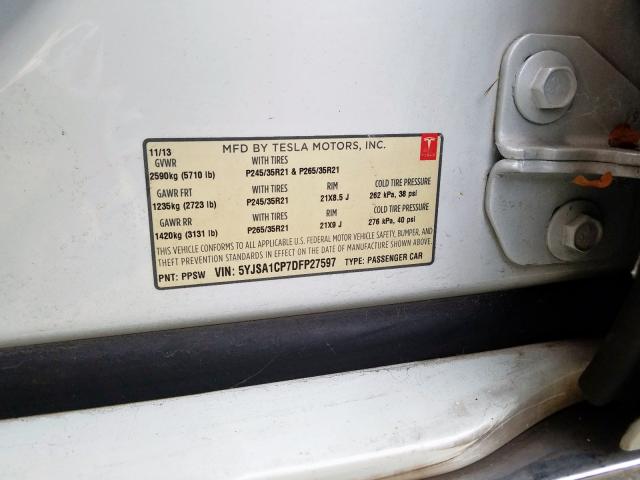 11/13 MFD BY TESLA MOTORS, INC.
GVWR WITH TIRES
2590kg (5710 lb) P245/35R21 & P265/35R21
GAWR FRT WITH TIRES RIM COLD TIRE PRESSURE
1235kg (2723 lb) P245/35R21 21X8.5 J 262 kPa, 38 psi
GAWR RR WITH TIRES RIM COLD TIRE PRESSURE
1420kg (3131 lb) P265/35R21 21X9 J 276 kPa, 40 psi
THIS VEHICLE CONFORMS TO ALL APPLICABLE U.S. FEDERAL MOTOR VEHICLE SAFETY, BUMPER, AND
THEFT PREVENTION STANDARDS IN EFFECT ON THE DATE OF MANUFACTURE SHOWN ABOVE.
PNT: PPSW VIN: 5YJSA1CP7DFP27597 TYPE: PASSENGER CAR